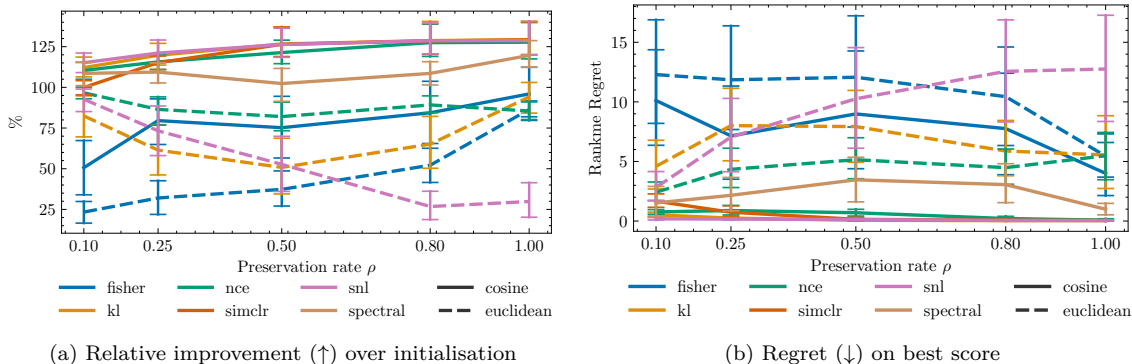 125
100
75
50
25
%
0.10 0.25 0.50 0.80 1.00
Preservation rate ρ
fisher nce snl cosine
kl simclr spectral euclidean
(a) Relative improvement (↑) over initialisation
15
10
5
0
Rankme Regret
0.10 0.25 0.50 0.80 1.00
Preservation rate ρ
fisher nce snl cosine
kl simclr spectral euclidean
(b) Regret (↓) on best score